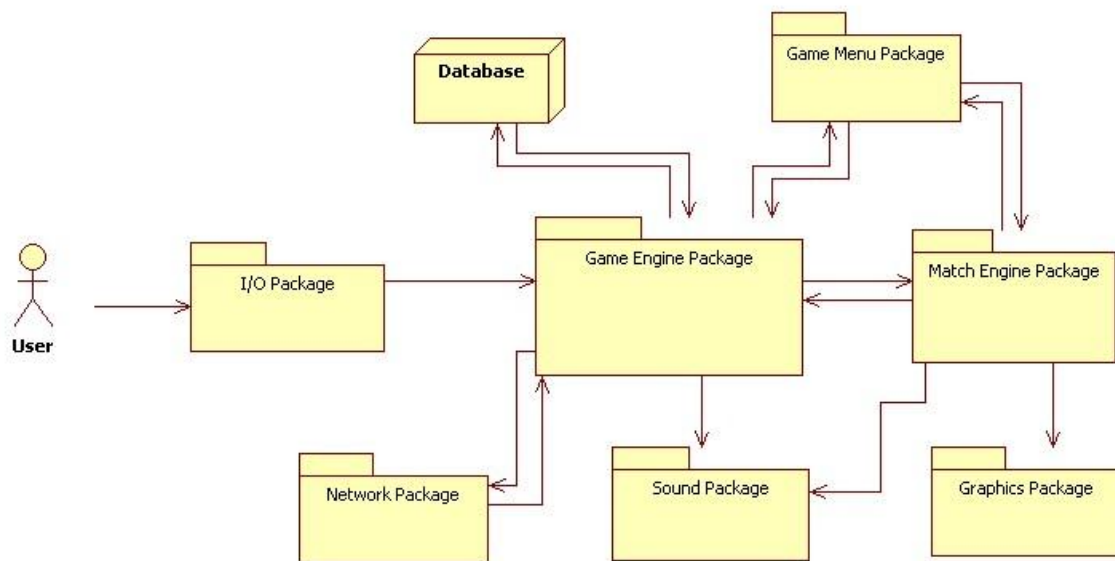 Database
Game Menu Package
Game Engine Package
Match Engine Package
I/O Package
User
Network Package
Sound Package
Graphics Package